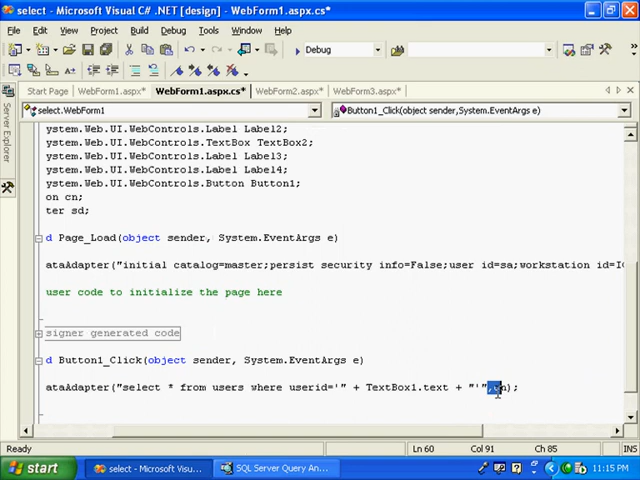 select - Microsoft Visual C# .NET [design] - WebForm1.aspx.cs*
File Edit View Project Build Debug Tools Window Help
Debug
Start Page WebForm1.aspx* WebForm1.aspx.cs* WebForm2.aspx* WebForm3.aspx*
select.WebForm1 Button1_Click(object sender,System.EventArgs e)
Server Explorer
ystem.Web.UI.WebControls.Label Label2;
ystem.Web.UI.WebControls.TextBox TextBox2;
ystem.Web.UI.WebControls.Label Label3;
ystem.Web.UI.WebControls.Label Label4;
ystem.Web.UI.WebControls.Button Button1;
on cn;
ter sd;
d Page_Load(object sender, System.EventArgs e)
ataAdapter("initial catalog=master;persist security info=False;user id=sa;workstation id=IC
user code to initialize the page here
signer generated code
d Button1_Click(object sender, System.EventArgs e)
ataAdapter("select * from users where userid='" + TextBox1.text + "'",cn);
Ready Ln 60 Col 91 Ch 85 INS
start select - Microsoft Visu... SQL Server Query An... 11:15 PM